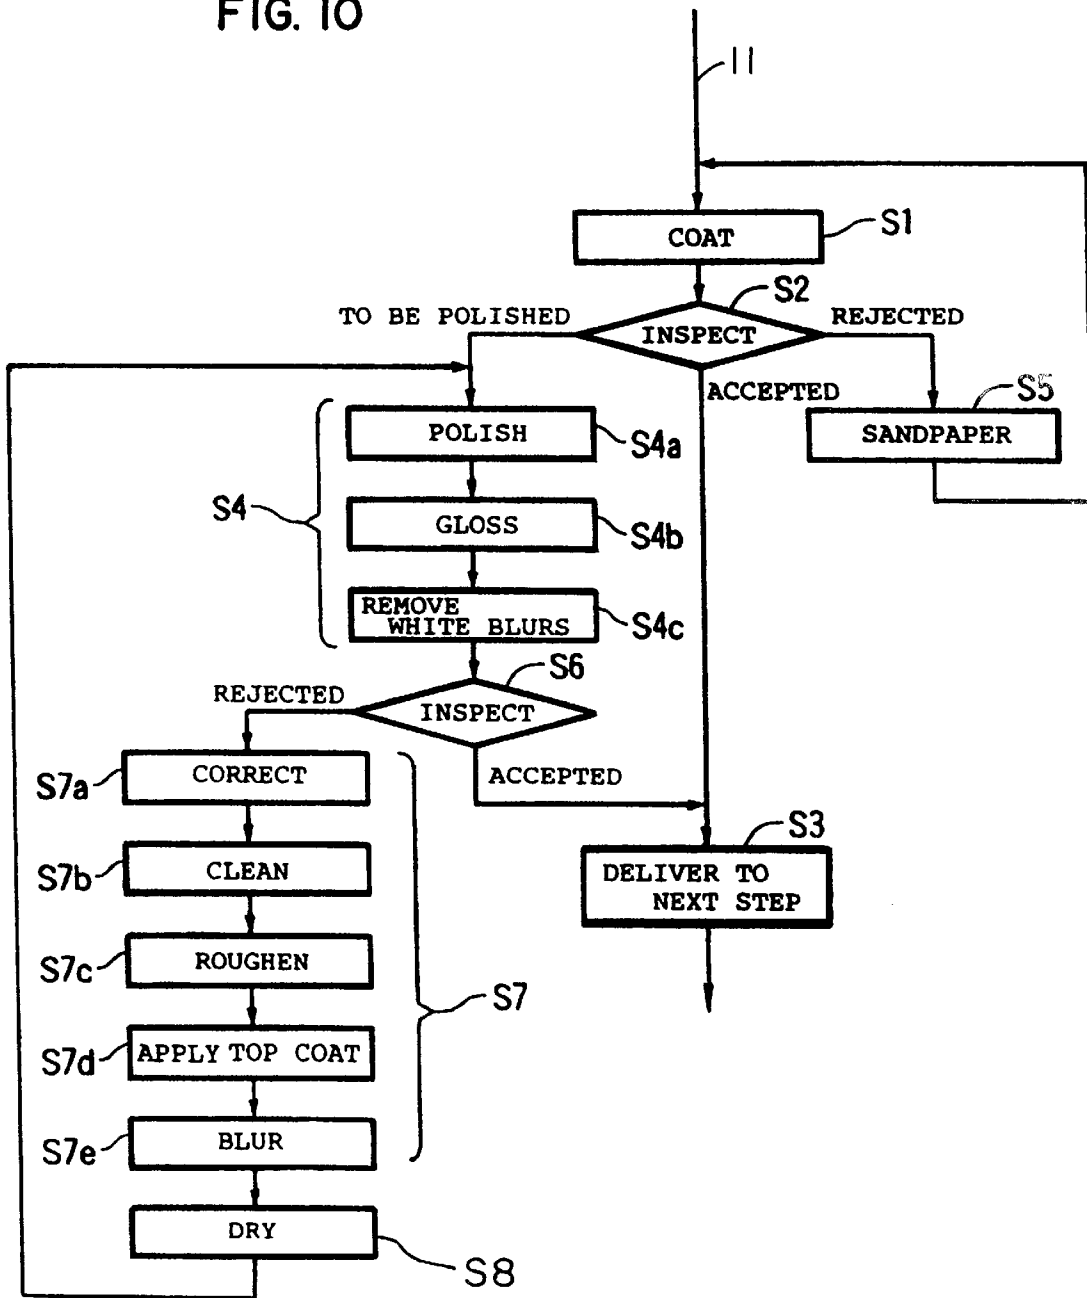 FIG. 10
11
COAT
S1
S2
TO BE POLISHED
INSPECT
REJECTED
ACCEPTED
S5
SANDPAPER
POLISH
S4a
S4
GLOSS
S4b
REMOVE
WHITE BLURS
S4c
S6
REJECTED
INSPECT
ACCEPTED
S7a
CORRECT
S3
DELIVER TO
NEXT STEP
S7b
CLEAN
S7c
ROUGHEN
S7
S7d
APPLY TOP COAT
S7e
BLUR
DRY
S8